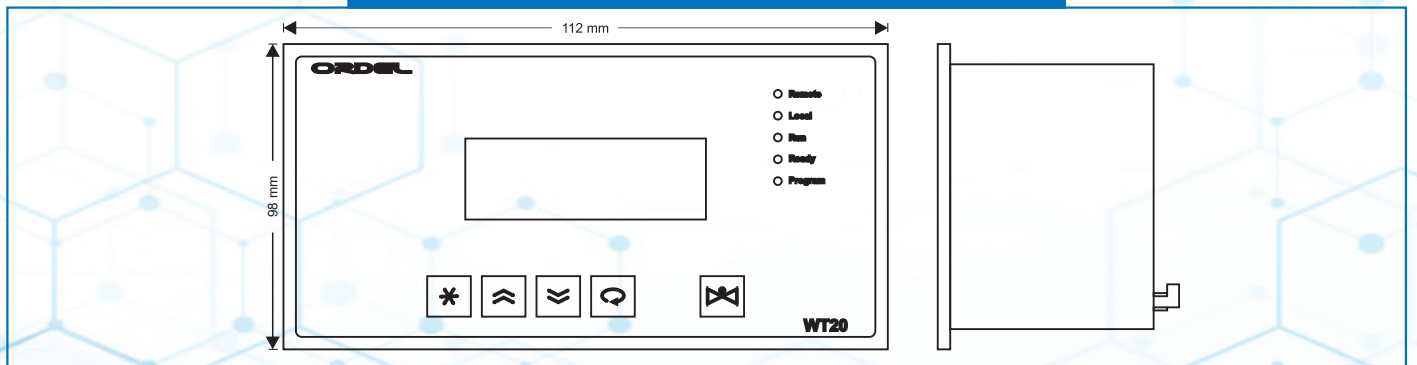 112 mm
ORDEL
98 mm
Remote
Local
Run
Ready
Program
WT20